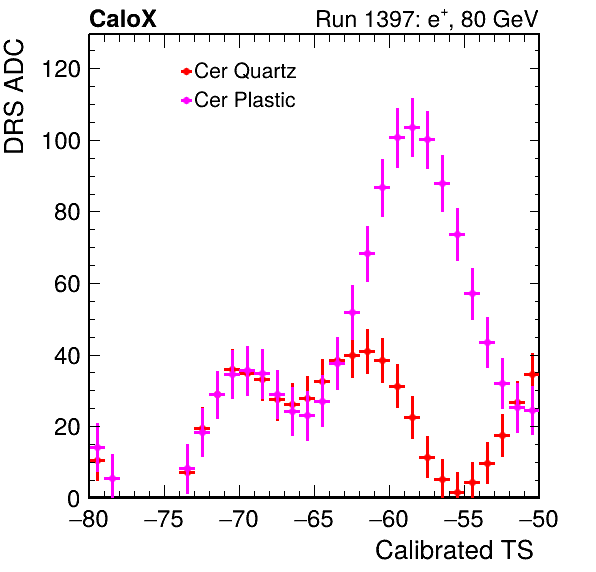 CaloX
Run 1397: e⁺, 80 GeV
DRS ADC
Cer Quartz
Cer Plastic
120
100
80
60
40
20
0
−80 −75 −70 −65 −60 −55 −50
Calibrated TS